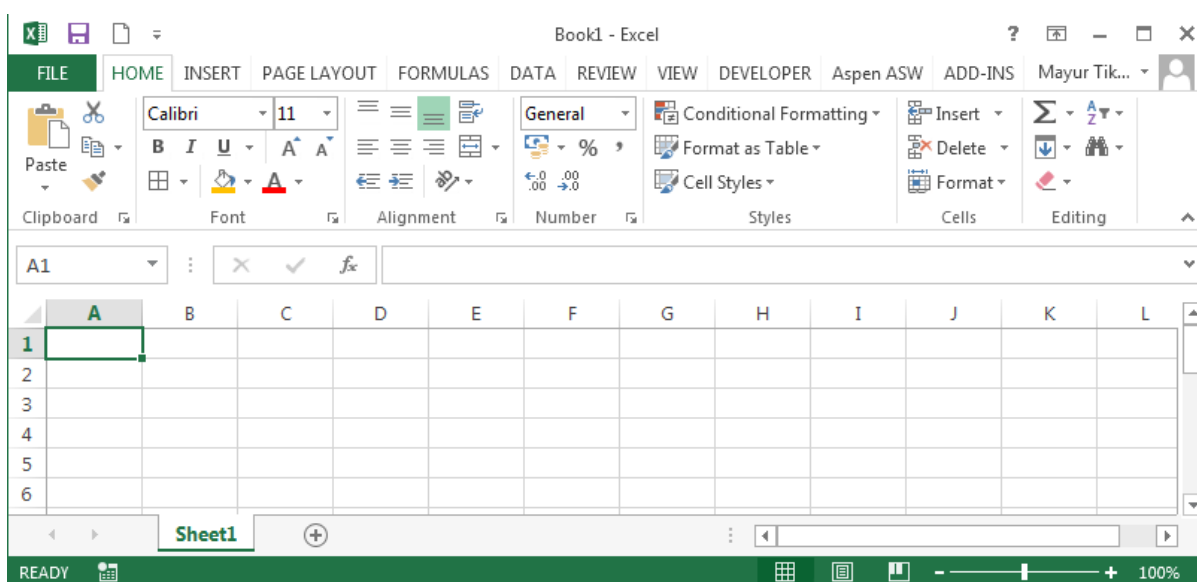 Book1 - Excel
FILE HOME INSERT PAGE LAYOUT FORMULAS DATA REVIEW VIEW DEVELOPER Aspen ASW ADD-INS Mayur Tik...
Calibri 11 General Conditional Formatting Insert
Paste B I U A A % , Format as Table Delete
A Cell Styles Format
Clipboard Font Alignment Number Styles Cells Editing
A1 fx
A B C D E F G H I J K L
1
2
3
4
5
6
Sheet1
READY 100%